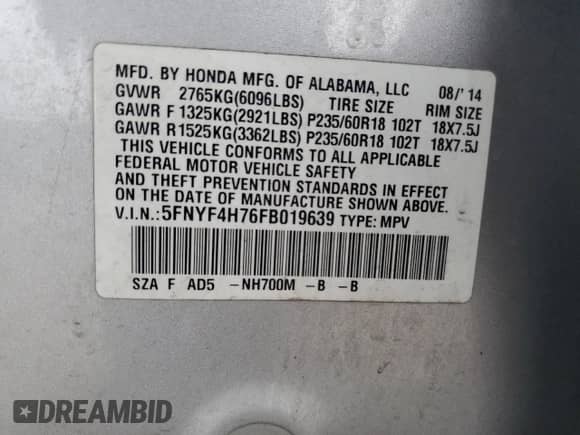 MFD. BY HONDA MFG. OF ALABAMA, LLC 08/'14
GVWR 2765KG(6096LBS) TIRE SIZE RIM SIZE
GAWR F 1325KG(2921LBS) P235/60R18 102T 18X7.5J
GAWR R1525KG(3362LBS) P235/60R18 102T 18X7.5J
THIS VEHICLE CONFORMS TO ALL APPLICABLE
FEDERAL MOTOR VEHICLE SAFETY
AND THEFT PREVENTION STANDARDS IN EFFECT
ON THE DATE OF MANUFACTURE SHOWN ABOVE.
V.I.N.:5FNYF4H76FB019639 TYPE: MPV
SZA F AD5 -NH700M -B -B
DREAMBID